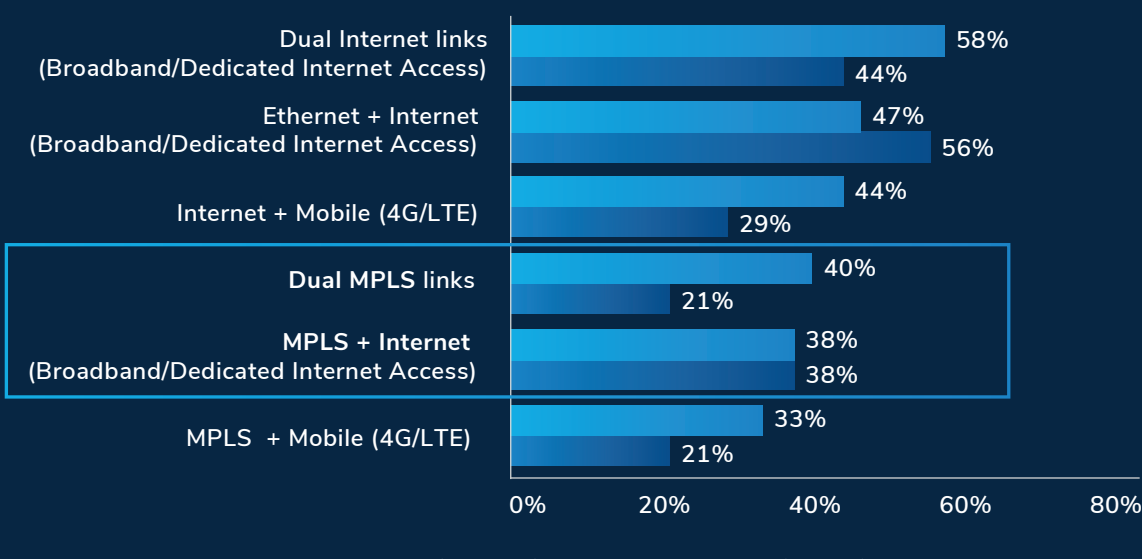 Dual Internet links
(Broadband/Dedicated Internet Access)
58%
44%
Ethernet + Internet
(Broadband/Dedicated Internet Access)
47%
56%
Internet + Mobile (4G/LTE)
44%
29%
Dual MPLS links
40%
21%
MPLS + Internet
(Broadband/Dedicated Internet Access)
38%
38%
MPLS + Mobile (4G/LTE)
33%
21%
0% 20% 40% 60% 80%